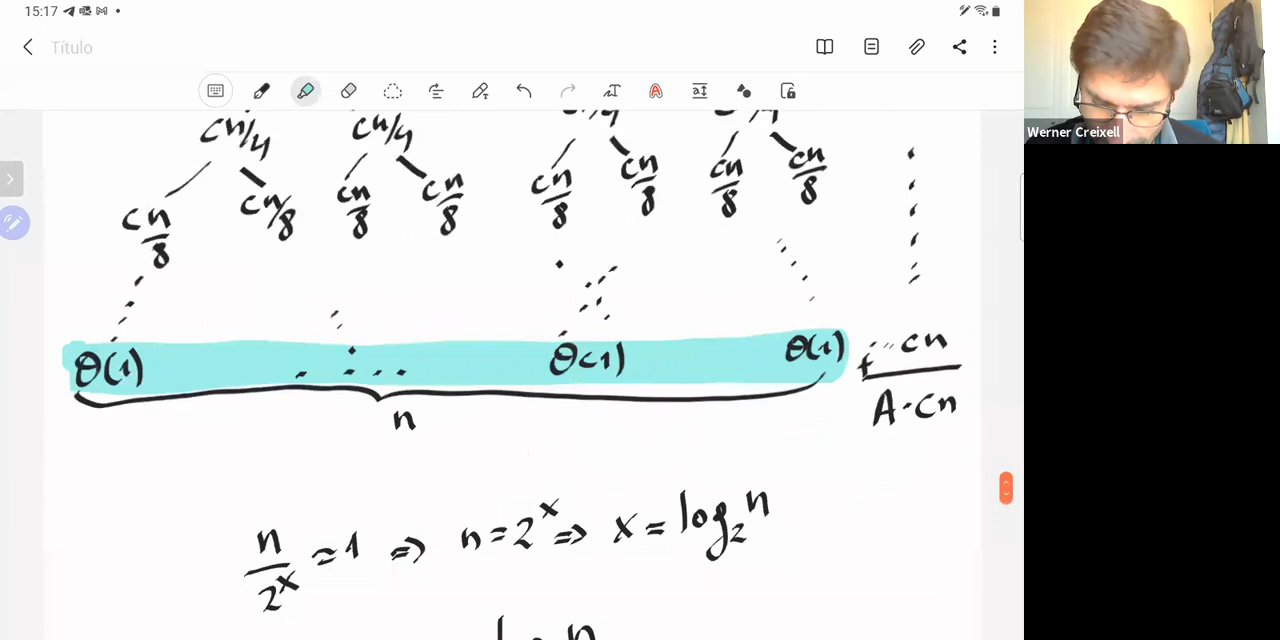 15:17
Título
Werner Creixell
cn/4 cn/4
cn/8 cn/8 cn/8 cn/8 cn/8 cn/8 cn/8 cn/8
Θ(1) Θ(1) Θ(1) + cn
n A·cn
n/2^x = 1 ⇒ n = 2^x ⇒ x = log₂ n